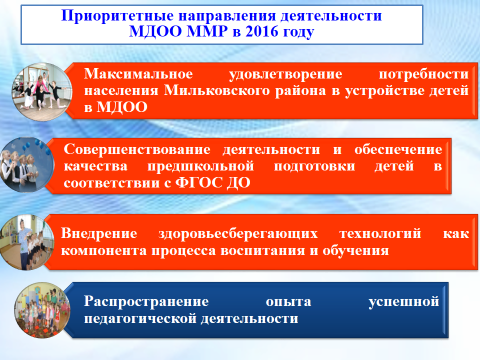 Приоритетные направления деятельности
МДОО ММР в 2016 году
Максимальное удовлетворение потребности
населения Мильковского района в устройстве детей
в МДОО
Совершенствование деятельности и обеспечение
качества предшкольной подготовки детей в
соответствии с ФГОС ДО
Внедрение здоровьесберегающих технологий как
компонента процесса воспитания и обучения
Распространение опыта успешной
педагогической деятельности